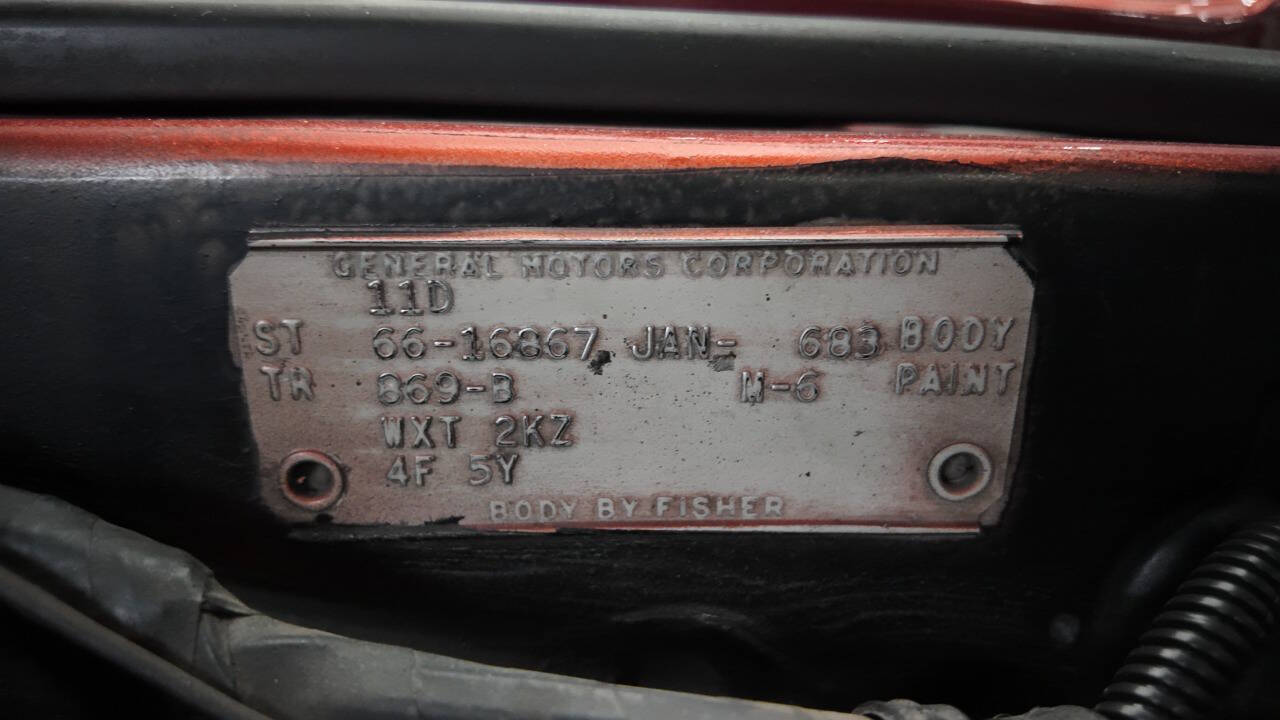 GENERAL MOTORS CORPORATION
11D
ST 66-16867 JAN- 683 BODY
TR 869-B M-6 PAINT
WXT 2KZ
4F 5Y
BODY BY FISHER